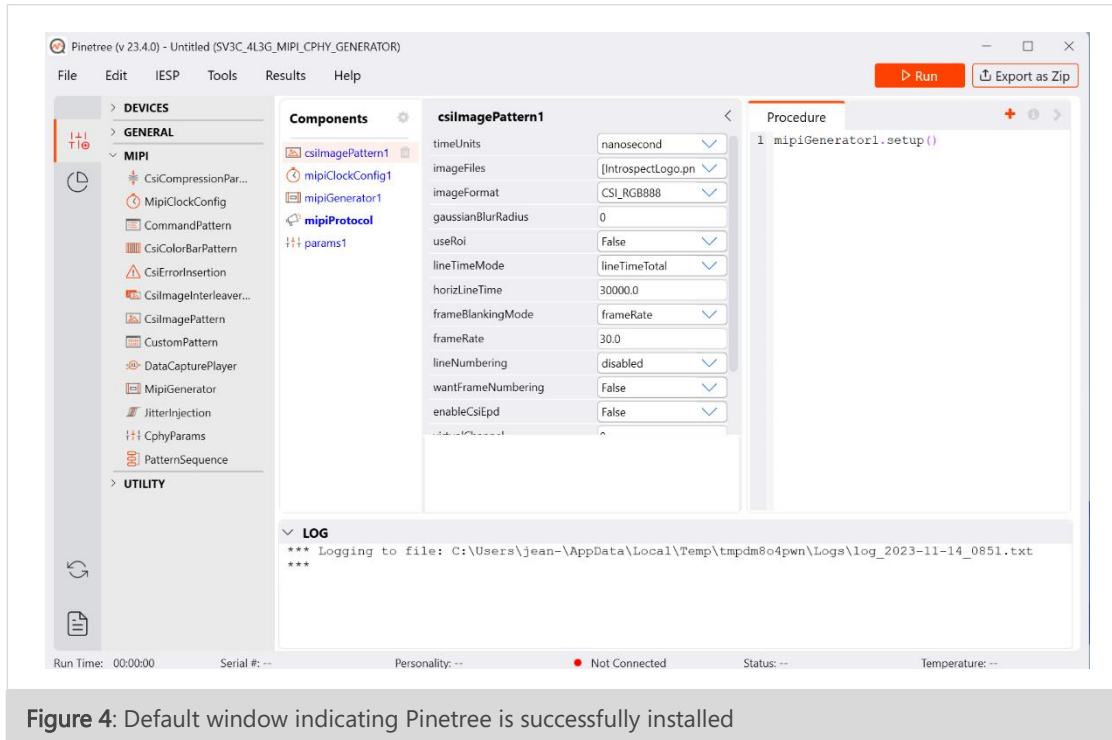 Pinetree (v 23.4.0) - Untitled (SV3C_4L3G_MIPI_CPHY_GENERATOR)
File Edit IESP Tools Results Help
Run
Export as Zip
DEVICES
GENERAL
MIPI
CsiCompressionPar...
MipiClockConfig
CommandPattern
CsiColorBarPattern
CsiErrorInsertion
CsiImageInterleaver...
CsiImagePattern
CustomPattern
DataCapturePlayer
MipiGenerator
JitterInjection
CphyParams
PatternSequence
UTILITY
Components
csiImagePattern1
mipiClockConfig1
mipiGenerator1
mipiProtocol
params1
csiImagePattern1
timeUnits nanosecond
imageFiles [IntrospectLogo.pn
imageFormat CSI_RGB888
gaussianBlurRadius 0
useRoi False
lineTimeMode lineTimeTotal
horizLineTime 30000.0
frameBlankingMode frameRate
frameRate 30.0
lineNumbering disabled
wantFrameNumbering False
enableCsiEpd False
Procedure
1 mipiGenerator1.setup()
LOG
*** Logging to file: C:\Users\jean-\AppData\Local\Temp\tmpdm8o4pwn\Logs\log_2023-11-14_0851.txt
***
Run Time: 00:00:00 Serial #: -- Personality: -- Not Connected Status: -- Temperature: --
Figure 4: Default window indicating Pinetree is successfully installed